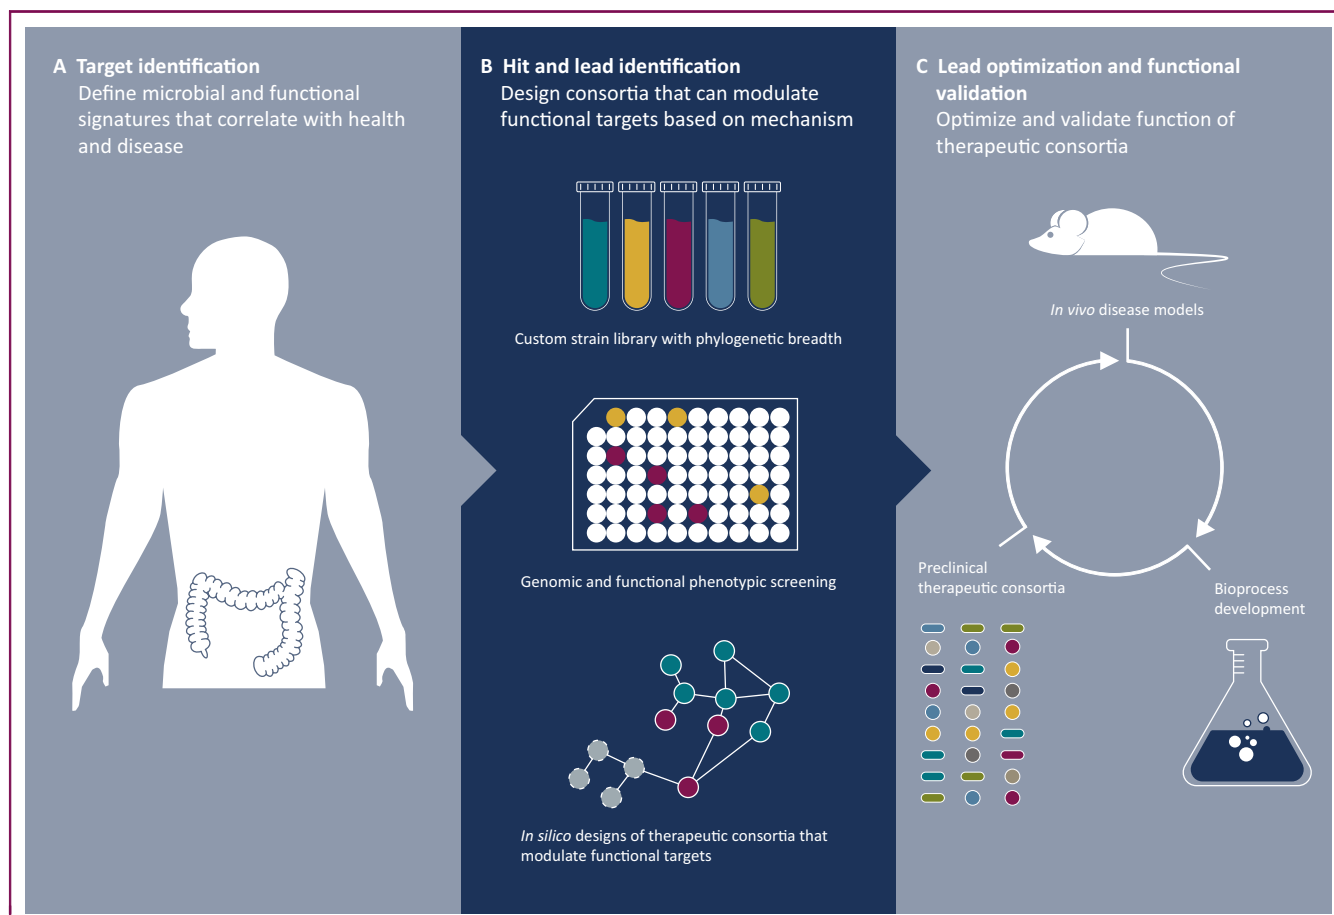 A Target identification
Define microbial and functional
signatures that correlate with health
and disease
B Hit and lead identification
Design consortia that can modulate
functional targets based on mechanism
Custom strain library with phylogenetic breadth
Genomic and functional phenotypic screening
In silico designs of therapeutic consortia that
modulate functional targets
C Lead optimization and functional
validation
Optimize and validate function of
therapeutic consortia
In vivo disease models
Preclinical
therapeutic consortia
Bioprocess
development